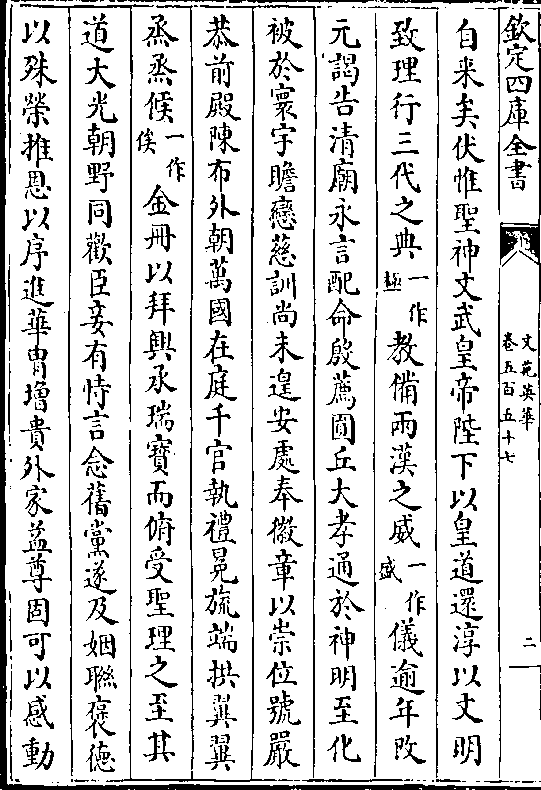 欽定四庫全書
文苑英華
卷五百五十七
二
自来矣伏惟聖神文武皇帝陛下以皇道還淳以文明
致理行三代之典一作極教備兩漢之威一作盛儀逾年改
元謁告清廟永言配命殷薦圓丘大孝通於神明至化
被於寰宇瞻戀慈訓尚未遑安處奉徽章以崇位號嚴
恭前殿陳布外朝萬國在庭千官執禮冕旒端拱翼翼
烝烝候一作俟金冊以拜興承瑞寳而俯受聖理之至其
道大光朝野同歡臣妾有恃言念舊黨遂及姻聯褒徳
以殊榮推恩以序進華胄增貴外家益尊固可以感動